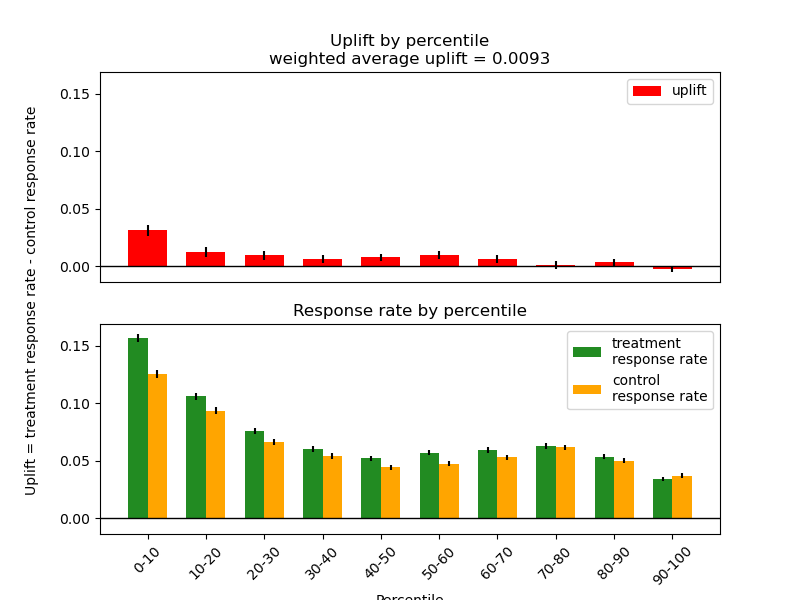 Uplift by percentile
weighted average uplift = 0.0093
uplift
0.15
0.10
0.05
0.00
Uplift = treatment response rate - control response rate
Response rate by percentile
treatment
response rate
control
response rate
0.15
0.10
0.05
0.00
0-10
10-20
20-30
30-40
40-50
50-60
60-70
70-80
80-90
90-100
Percentile